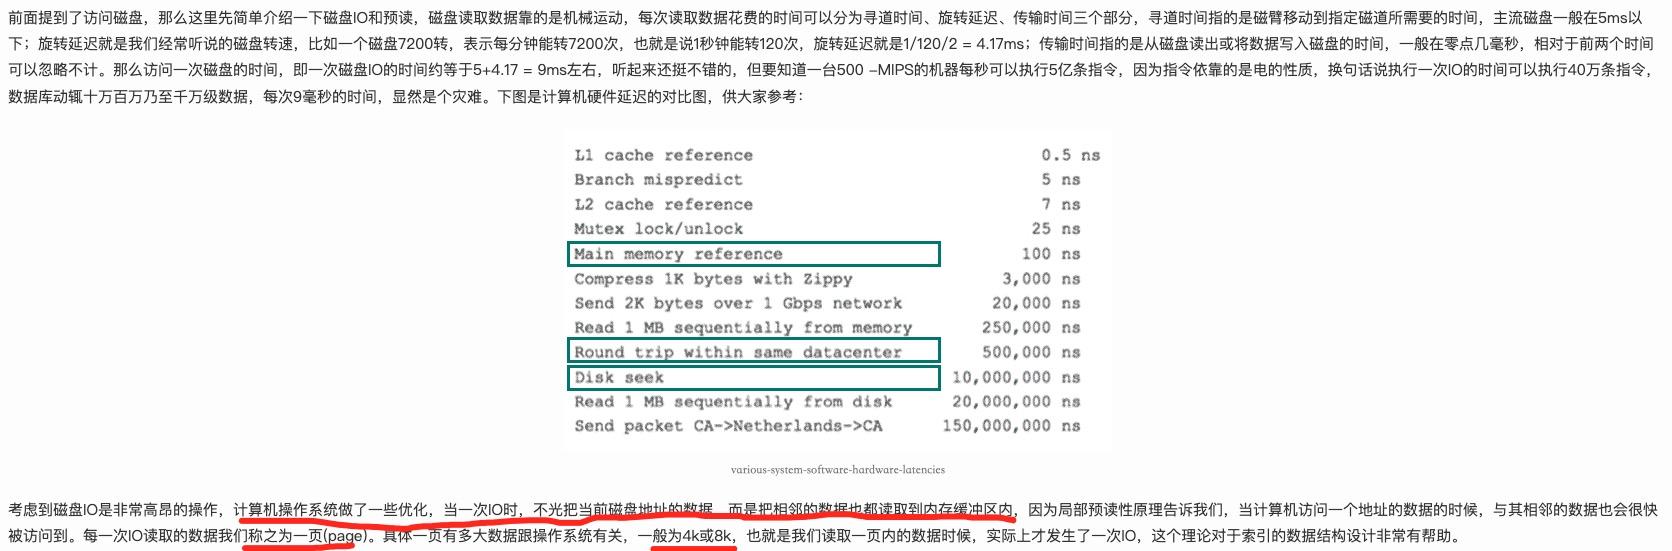 前面提到了访问磁盘，那么这里先简单介绍一下磁盘IO和预读，磁盘读取数据靠的是机械运动，每次读取数据花费的时间可以分为寻道时间、旋转延迟、传输时间三个部分，寻道时间指的是磁臂移动到指定磁道所需要的时间，主流磁盘一般在5ms以
下；旋转延迟就是我们经常听说的磁盘转速，比如一个磁盘7200转，表示每分钟能转7200次，也就是说1秒钟能转120次，旋转延迟就是1/120/2 = 4.17ms；传输时间指的是从磁盘读出或将数据写入磁盘的时间，一般在零点几毫秒，相对于前两个时间
可以忽略不计。那么访问一次磁盘的时间，即一次磁盘IO的时间约等于5+4.17 = 9ms左右，听起来还挺不错的，但要知道一台500 -MIPS的机器每秒可以执行5亿条指令，因为指令依靠的是电的性质，换句话说执行一次IO的时间可以执行40万条指令，
数据库动辄十万百万乃至千万级数据，每次9毫秒的时间，显然是个灾难。下图是计算机硬件延迟的对比图，供大家参考：
L1 cache reference 0.5 ns
Branch mispredict 5 ns
L2 cache reference 7 ns
Mutex lock/unlock 25 ns
Main memory reference 100 ns
Compress 1K bytes with Zippy 3,000 ns
Send 2K bytes over 1 Gbps network 20,000 ns
Read 1 MB sequentially from memory 250,000 ns
Round trip within same datacenter 500,000 ns
Disk seek 10,000,000 ns
Read 1 MB sequentially from disk 20,000,000 ns
Send packet CA->Netherlands->CA 150,000,000 ns
various-system-software-hardware-latencies
考虑到磁盘IO是非常高昂的操作，计算机操作系统做了一些优化，当一次IO时，不光把当前磁盘地址的数据，而是把相邻的数据也都读取到内存缓冲区内，因为局部预读性原理告诉我们，当计算机访问一个地址的数据的时候，与其相邻的数据也会很快
被访问到。每一次IO读取的数据我们称之为一页(page)。具体一页有多大数据跟操作系统有关，一般为4k或8k，也就是我们读取一页内的数据时候，实际上才发生了一次IO，这个理论对于索引的数据结构设计非常有帮助。